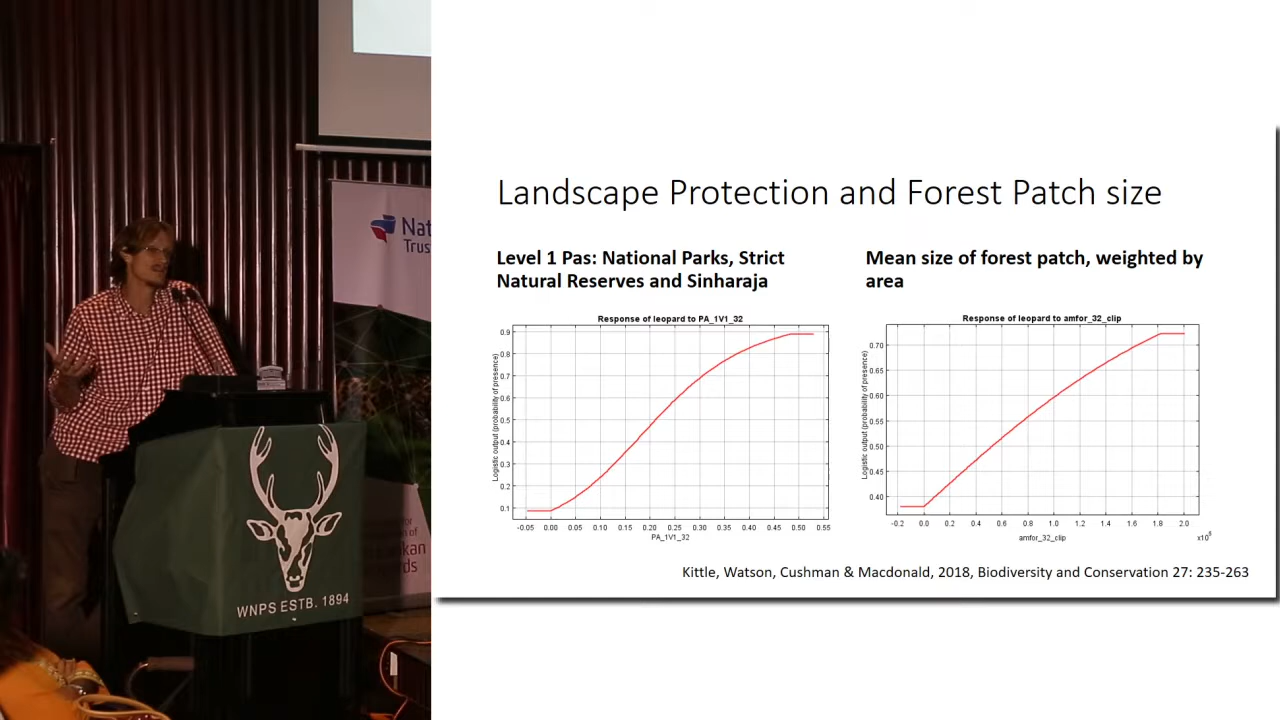 Nat
Trus
kan
ds
WNPS ESTB. 1894
Landscape Protection and Forest Patch size
Level 1 Pas: National Parks, Strict
Natural Reserves and Sinharaja
Mean size of forest patch, weighted by
area
Response of leopard to PA_1V1_32
Logistic output (probability of presence)
0.9
0.8
0.7
0.6
0.5
0.4
0.3
0.2
0.1
-0.05 0.00 0.05 0.10 0.15 0.20 0.25 0.30 0.35 0.40 0.45 0.50 0.55
PA_1V1_32
Response of leopard to amfor_32_clip
Logistic output (probability of presence)
0.70
0.65
0.60
0.55
0.50
0.45
0.40
-0.2 0.0 0.2 0.4 0.6 0.8 1.0 1.2 1.4 1.6 1.8 2.0
amfor_32_clip
Kittle, Watson, Cushman & Macdonald, 2018, Biodiversity and Conservation 27: 235-263